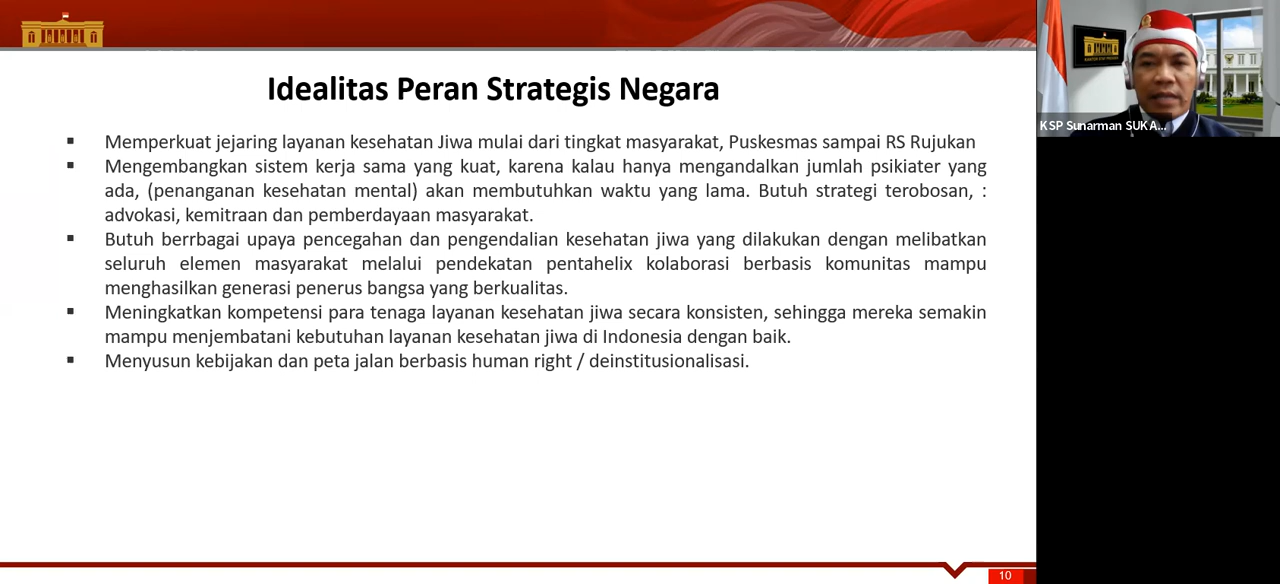 Idealitas Peran Strategis Negara
▪ Memperkuat jejaring layanan kesehatan Jiwa mulai dari tingkat masyarakat, Puskesmas sampai RS Rujukan
▪ Mengembangkan sistem kerja sama yang kuat, karena kalau hanya mengandalkan jumlah psikiater yang
ada, (penanganan kesehatan mental) akan membutuhkan waktu yang lama. Butuh strategi terobosan, :
advokasi, kemitraan dan pemberdayaan masyarakat.
▪ Butuh berrbagai upaya pencegahan dan pengendalian kesehatan jiwa yang dilakukan dengan melibatkan
seluruh elemen masyarakat melalui pendekatan pentahelix kolaborasi berbasis komunitas mampu
menghasilkan generasi penerus bangsa yang berkualitas.
▪ Meningkatkan kompetensi para tenaga layanan kesehatan jiwa secara konsisten, sehingga mereka semakin
mampu menjembatani kebutuhan layanan kesehatan jiwa di Indonesia dengan baik.
▪ Menyusun kebijakan dan peta jalan berbasis human right / deinstitusionalisasi.
10
KSP Sunarman SUKA...